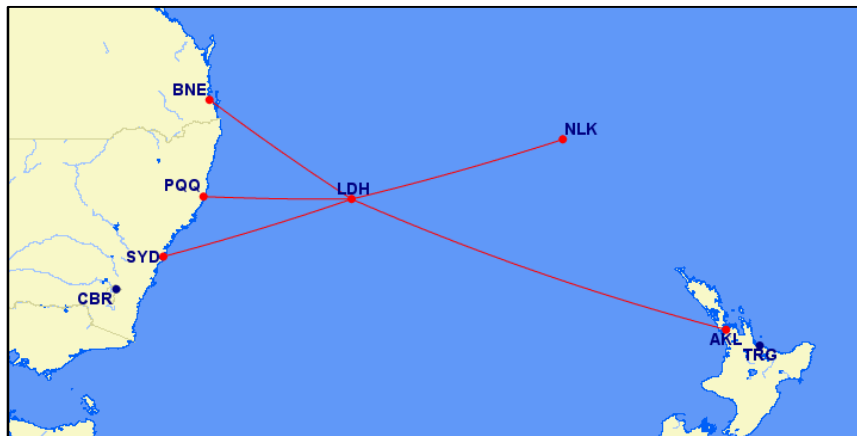 BNE
NLK
PQQ
LDH
SYD
CBR
AKL
TRG